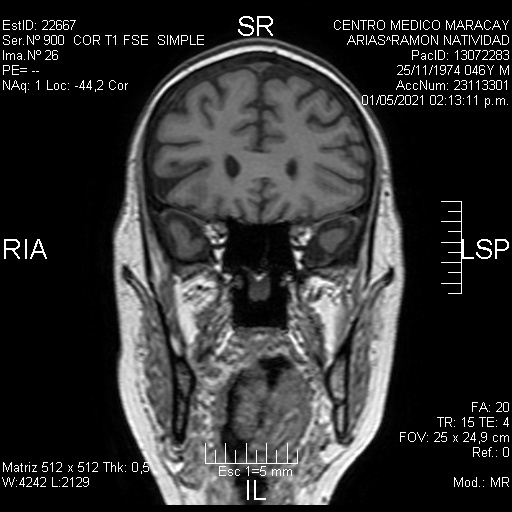 EstID: 22667
Ser.Nº 900 COR T1 FSE SIMPLE
Ima.Nº 26
PE= --
NAq: 1 Loc: -44,2 Cor
SR
CENTRO MEDICO MARACAY
ARIAS^RAMON NATIVIDAD
PacID: 13072283
25/11/1974 046Y M
AccNum: 23113301
01/05/2021 02:13:11 p.m.
RIA
LSP
FA: 20
TR: 15 TE: 4
FOV: 25 x 24,9 cm
Ref.: 0
Matriz 512 x 512 Thk: 0,5
W:4242 L:2129
Esc 1=5 mm
IL
Mod.: MR